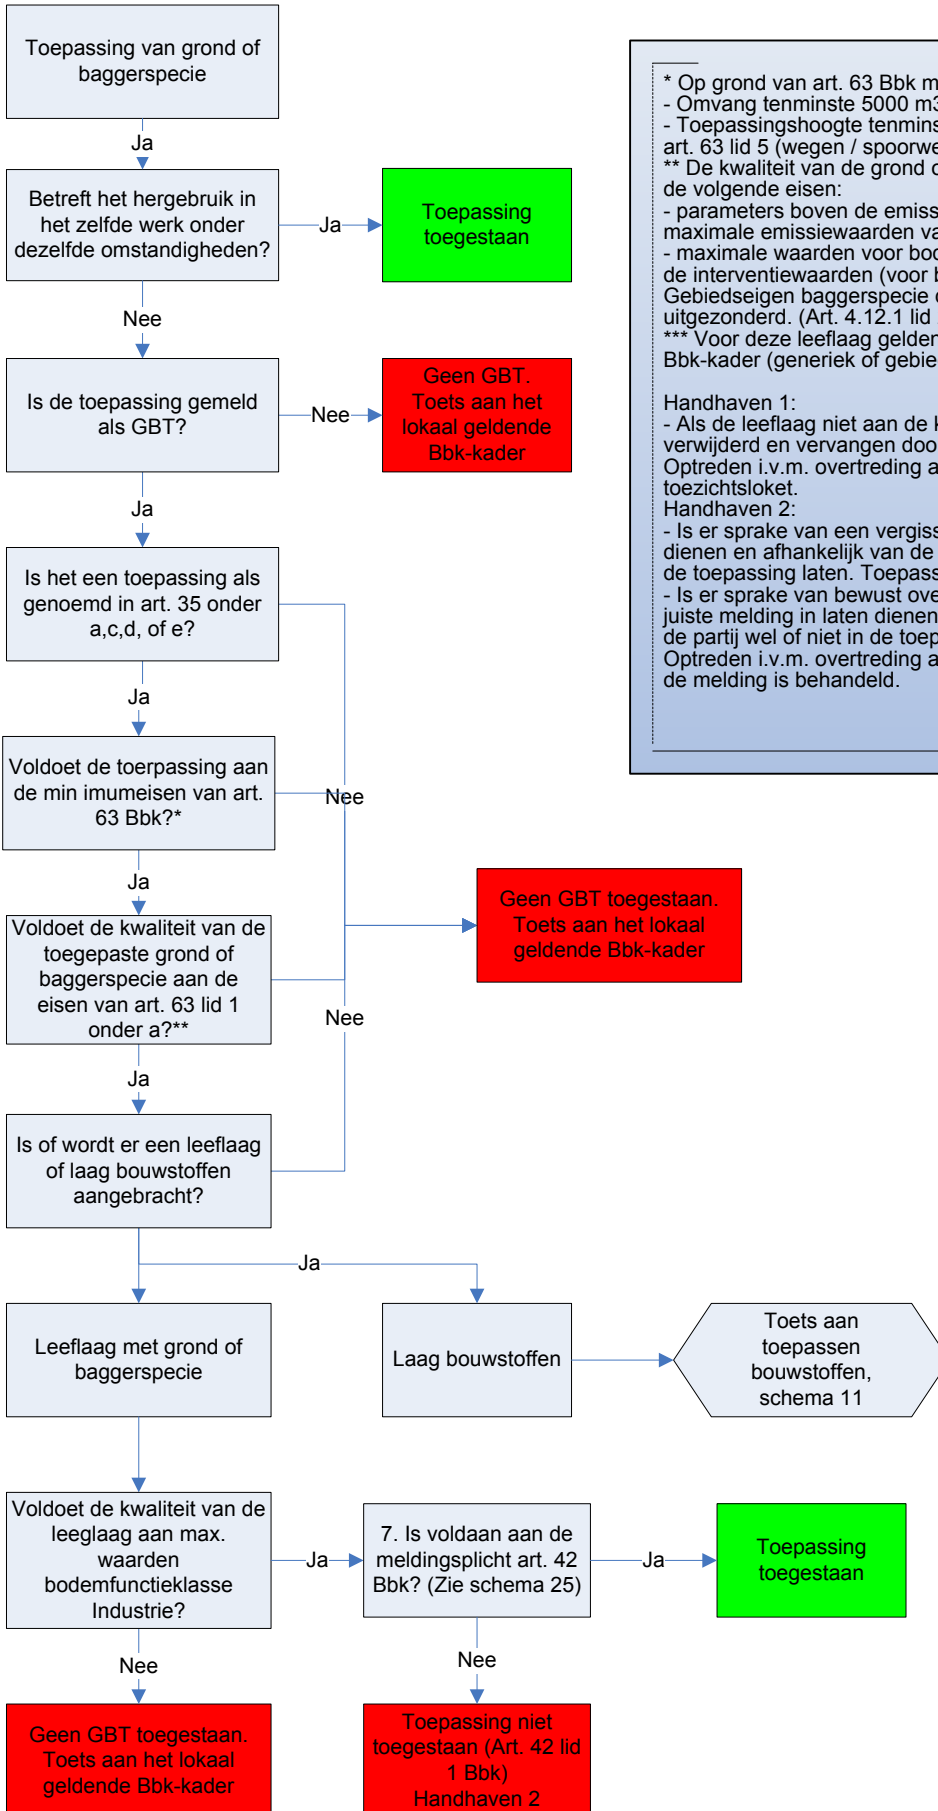 Toepassing van grond of
baggerspecie
Ja
Betreft het hergebruik in
het zelfde werk onder
dezelfde omstandigheden?
Ja
Toepassing
toegestaan
Nee
Is de toepassing gemeld
als GBT?
Nee
Geen GBT.
Toets aan het
lokaal geldende
Bbk-kader
Ja
Is het een toepassing als
genoemd in art. 35 onder
a,c,d, of e?
Ja
Voldoet de toerpassing aan
de min imumeisen van art.
63 Bbk?*
Nee
Ja
Geen GBT toegestaan.
Toets aan het lokaal
geldende Bbk-kader
Voldoet de kwaliteit van de
toegepaste grond of
baggerspecie aan de
eisen van art. 63 lid 1
onder a?**
Nee
Ja
Is of wordt er een leeflaag
of laag bouwstoffen
aangebracht?
Ja
Leeflaag met grond of
baggerspecie
Laag bouwstoffen
Toets aan
toepassen
bouwstoffen,
schema 11
Voldoet de kwaliteit van de
leeglaag aan max.
waarden
bodemfunctieklasse
Industrie?
Ja
7. Is voldaan aan de
meldingsplicht art. 42
Bbk? (Zie schema 25)
Ja
Toepassing
toegestaan
Nee
Nee
Geen GBT toegestaan.
Toets aan het lokaal
geldende Bbk-kader
Toepassing niet
toegestaan (Art. 42 lid
1 Bbk)
Handhaven 2
* Op grond van art. 63 Bbk m
- Omvang tenminste 5000 m3
- Toepassingshoogte tenmins
art. 63 lid 5 (wegen / spoorwe
** De kwaliteit van de grond o
de volgende eisen:
- parameters boven de emiss
maximale emissiewaarden va
- maximale waarden voor boo
de interventiewaarden (voor b
Gebiedseigen baggerspecie
uitgezonderd. (Art. 4.12.1 lid
*** Voor deze leeflaag gelden
Bbk-kader (generiek of gebie
Handhaven 1:
- Als de leeflaag niet aan de k
verwijderd en vervangen doo
Optreden i.v.m. overtreding a
toezichtsloket.
Handhaven 2:
- Is er sprake van een vergiss
dienen en afhankelijk van de
de toepassing laten. Toepass
- Is er sprake van bewust ove
juiste melding in laten dienen
de partij wel of niet in de toep
Optreden i.v.m. overtreding a
de melding is behandeld.